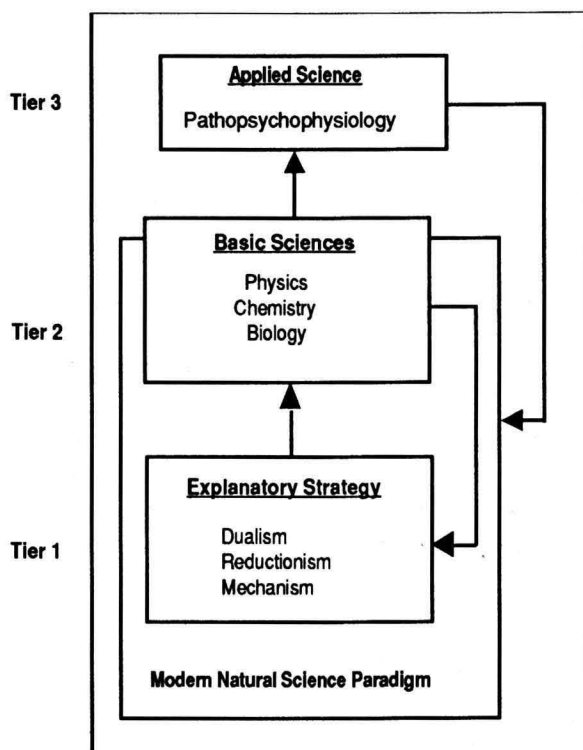 Applied Science
Tier 3
Pathopsychophysiology
Basic Sciences
Physics
Chemistry
Tier 2
Biology
Explanatory Strategy
Dualism
Tier 1
Reductionism
Mechanism
Modern Natural Science Paradigm